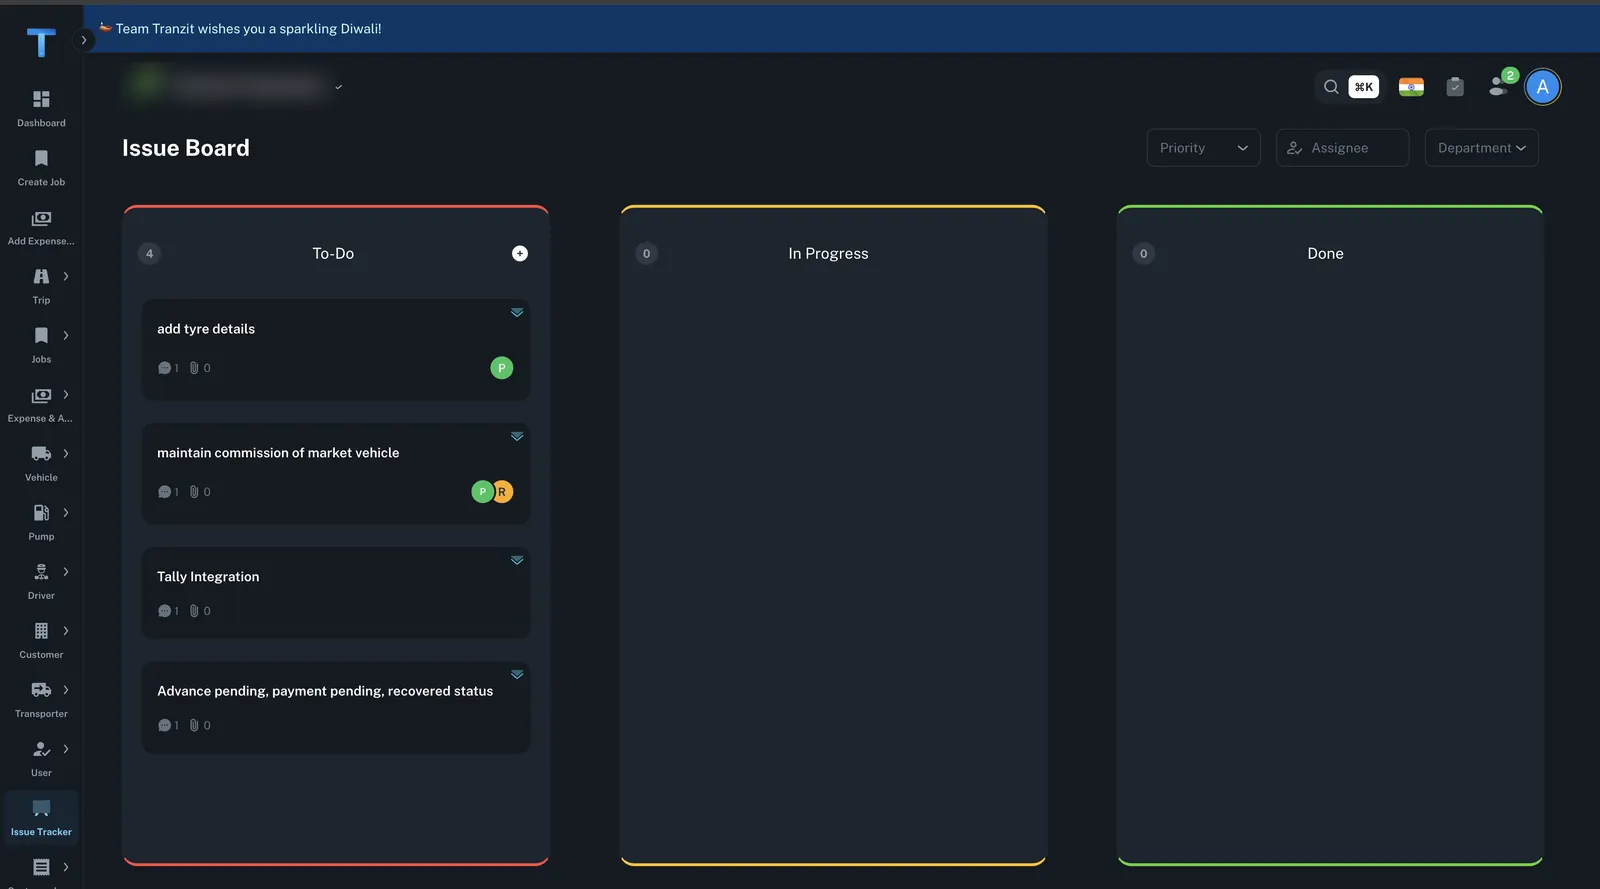 Team Tranzit wishes you a sparkling Diwali!
T
⌘K
2
A
Dashboard
Create Job
Add Expense...
Trip
Jobs
Expense & A...
Vehicle
Pump
Driver
Customer
Transporter
User
Issue Tracker
Issue Board
Priority
Assignee
Department
4
To-Do
add tyre details
1
0
P
maintain commission of market vehicle
1
0
P
R
Tally Integration
1
0
Advance pending, payment pending, recovered status
1
0
0
In Progress
0
Done